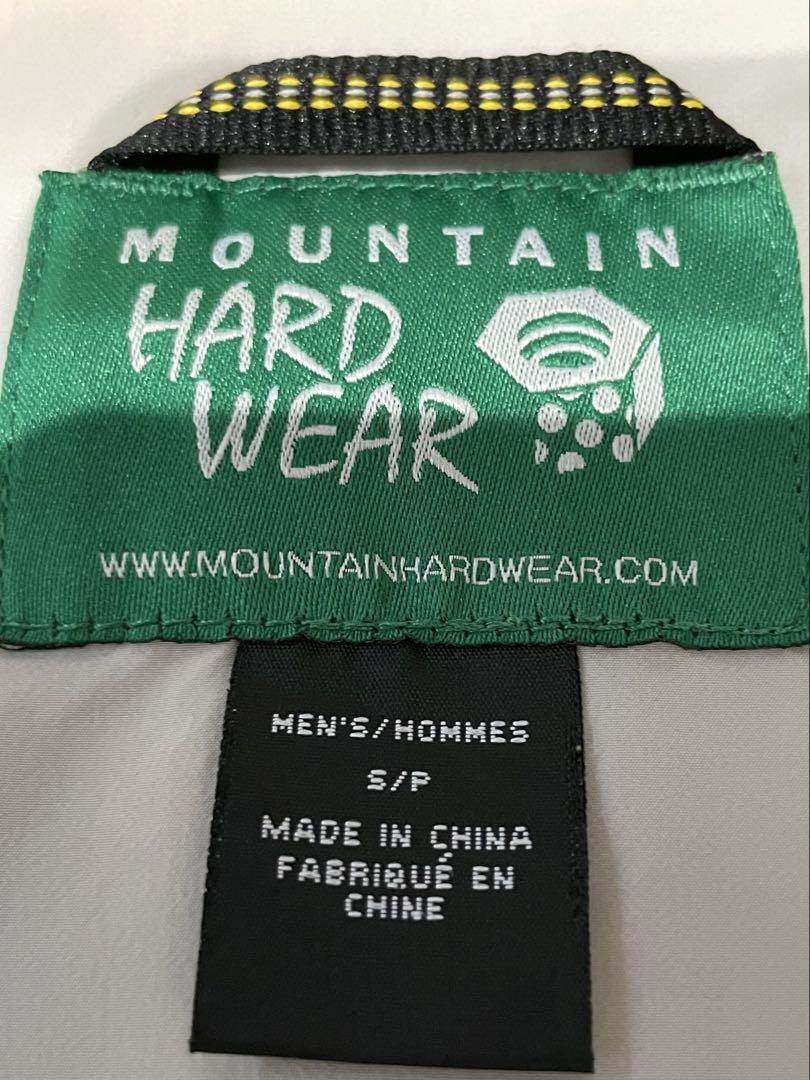 MOUNTAIN
HARD
WEAR
WWW.MOUNTAINHARDWEAR.COM
MEN'S/HOMMES
S/P
MADE IN CHINA
FABRIQUÉ EN
CHINE